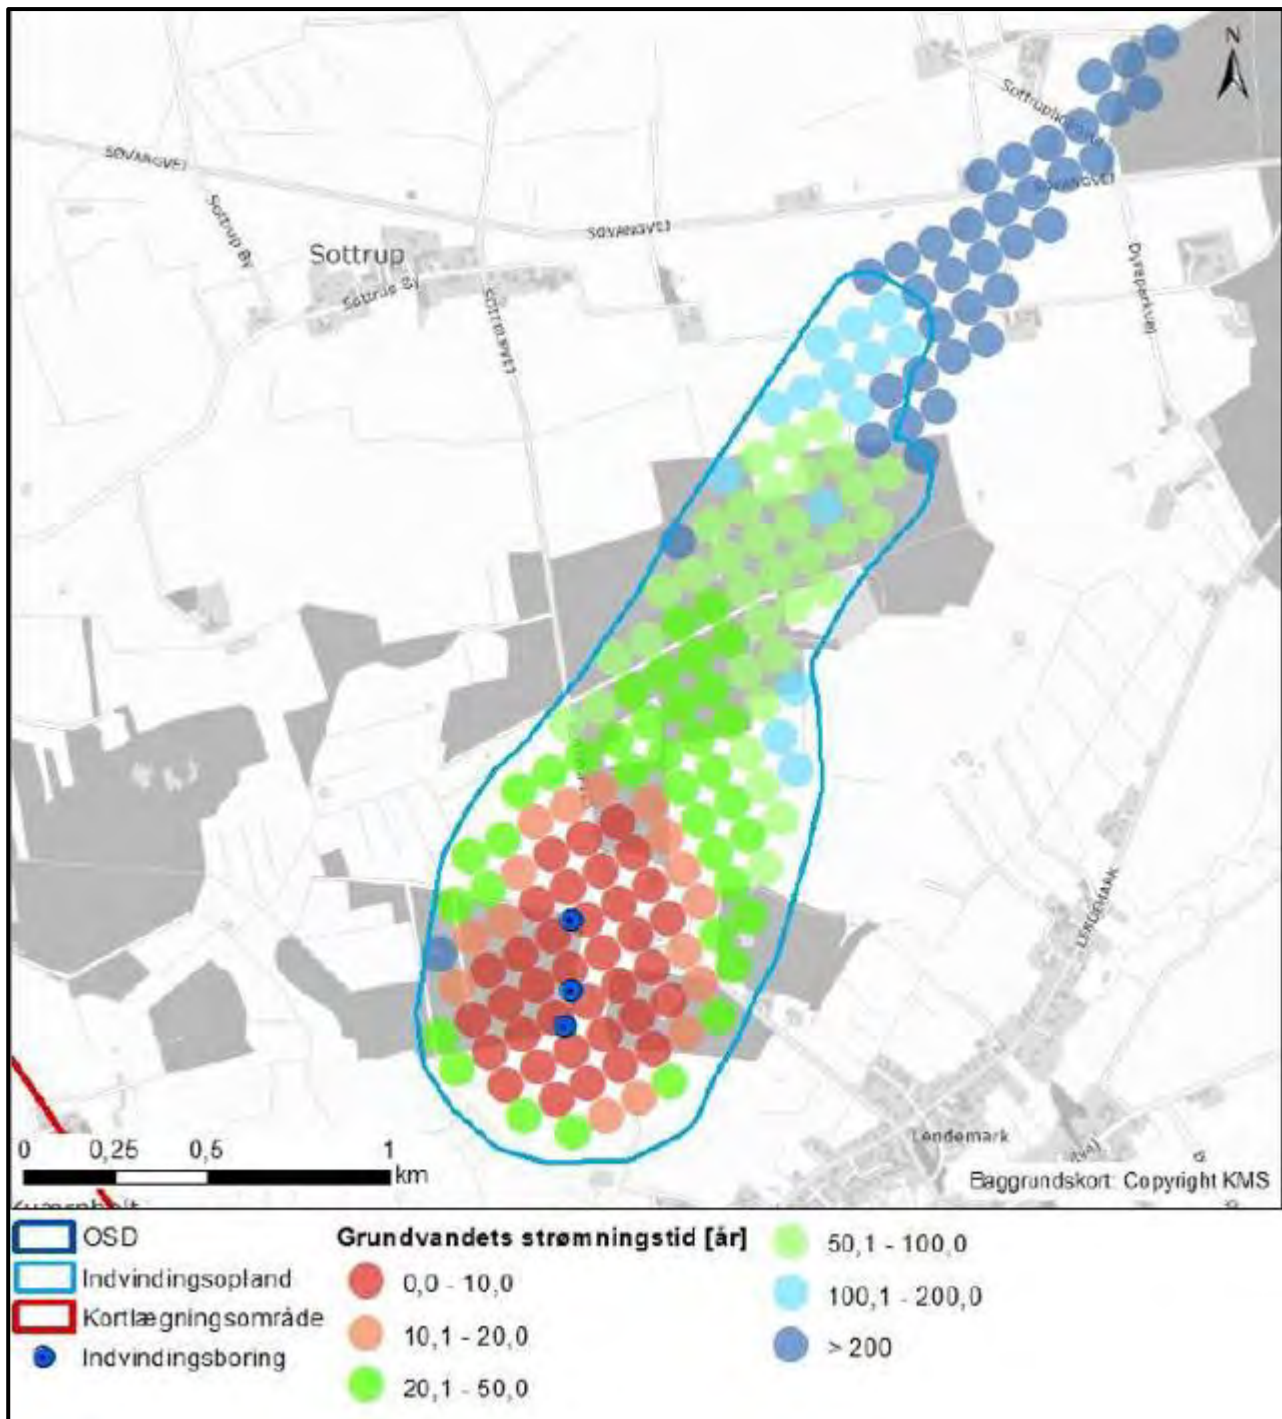 N
SØVANGVEJ
Sottrup By
Sottrup
Sottrup By
SØVANGVEJ
SØVANGVEJ
Dyreparkvej
LENDEMARK
Lendemark
0 0,25 0,5 1
km
Baggrundskort: Copyright KMS
OSD
Indvindingsopland
Kortlægningsområde
Indvindingsboring
Grundvandets strømningstid [år]
0,0 - 10,0
10,1 - 20,0
20,1 - 50,0
50,1 - 100,0
100,1 - 200,0
> 200